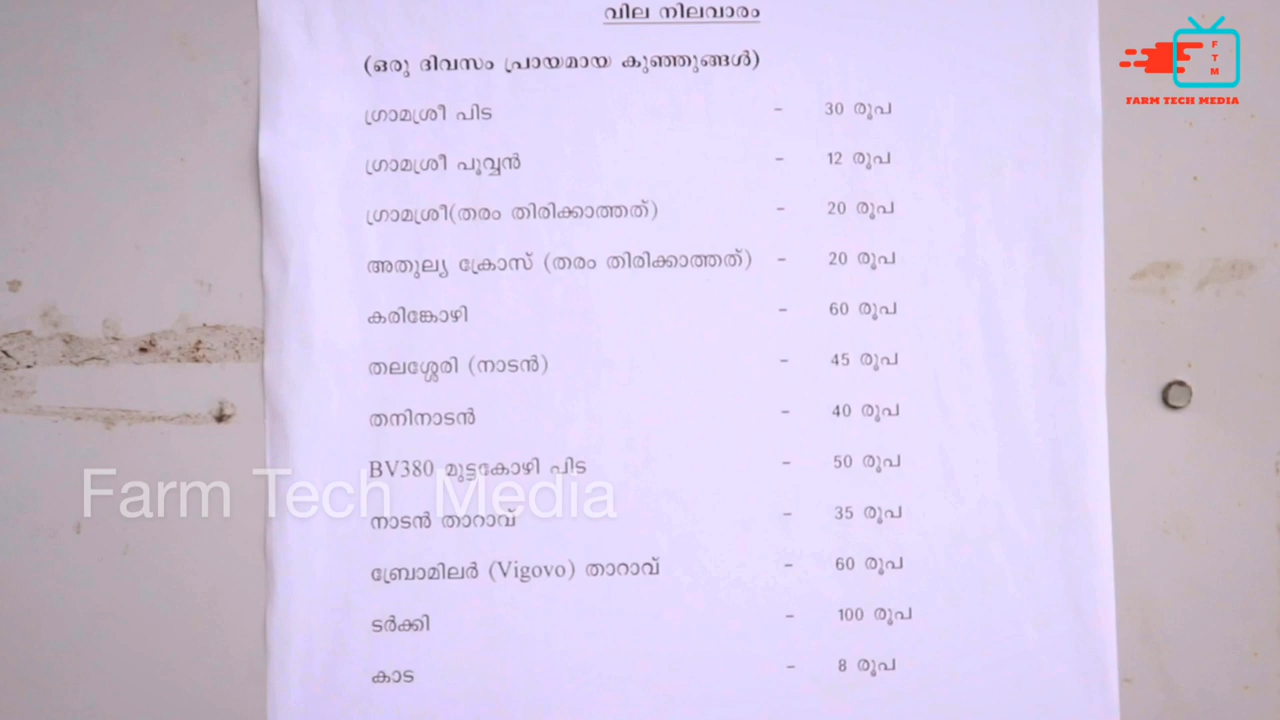 വില നിലവാരം
(ഒരു ദിവസം പ്രായമായ കുഞ്ഞുങ്ങൾ)
ഗ്രാമശ്രീ പിട - 30 രൂപ
ഗ്രാമശ്രീ പൂവ്വൻ - 12 രൂപ
ഗ്രാമശ്രീ(തരം തിരിക്കാത്തത്) - 20 രൂപ
അതുല്യ ക്രോസ് (തരം തിരിക്കാത്തത്) - 20 രൂപ
കരിങ്കോഴി - 60 രൂപ
തലശ്ശേരി (നാടൻ) - 45 രൂപ
തനിനാടൻ - 40 രൂപ
BV380 മുട്ടകോഴി പിട - 50 രൂപ
നാടൻ താറാവ് - 35 രൂപ
ബ്രോമിലർ (Vigovo) താറാവ് - 60 രൂപ
ടർക്കി - 100 രൂപ
കാട - 8 രൂപ
FTM
FARM TECH MEDIA
Farm Tech Media